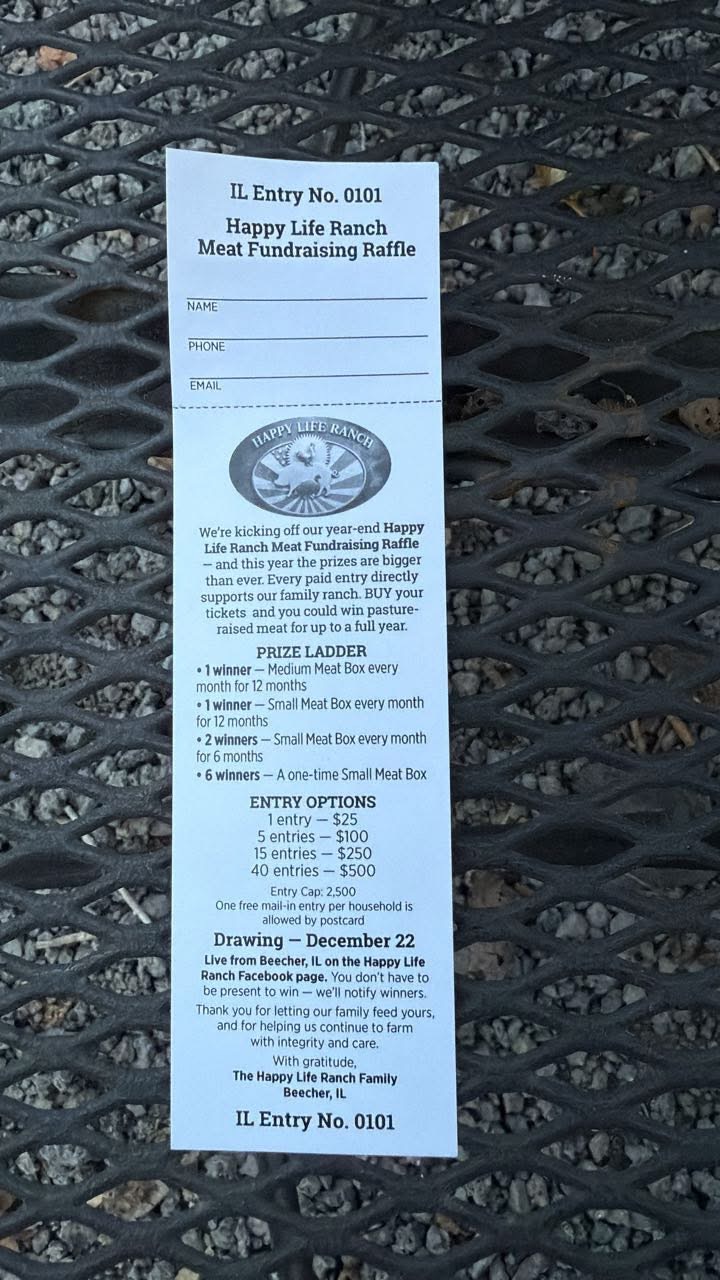 IL Entry No. 0101
Happy Life Ranch
Meat Fundraising Raffle
NAME
PHONE
EMAIL
HAPPY LIFE RANCH
We're kicking off our year-end Happy
Life Ranch Meat Fundraising Raffle
— and this year the prizes are bigger
than ever. Every paid entry directly
supports our family ranch. BUY your
tickets and you could win pasture-
raised meat for up to a full year.
PRIZE LADDER
• 1 winner — Medium Meat Box every
month for 12 months
• 1 winner — Small Meat Box every month
for 12 months
• 2 winners — Small Meat Box every month
for 6 months
• 6 winners — A one-time Small Meat Box
ENTRY OPTIONS
1 entry — $25
5 entries — $100
15 entries — $250
40 entries — $500
Entry Cap: 2,500
One free mail-in entry per household is
allowed by postcard
Drawing — December 22
Live from Beecher, IL on the Happy Life
Ranch Facebook page. You don't have to
be present to win — we'll notify winners.
Thank you for letting our family feed yours,
and for helping us continue to farm
with integrity and care.
With gratitude,
The Happy Life Ranch Family
Beecher, IL
IL Entry No. 0101